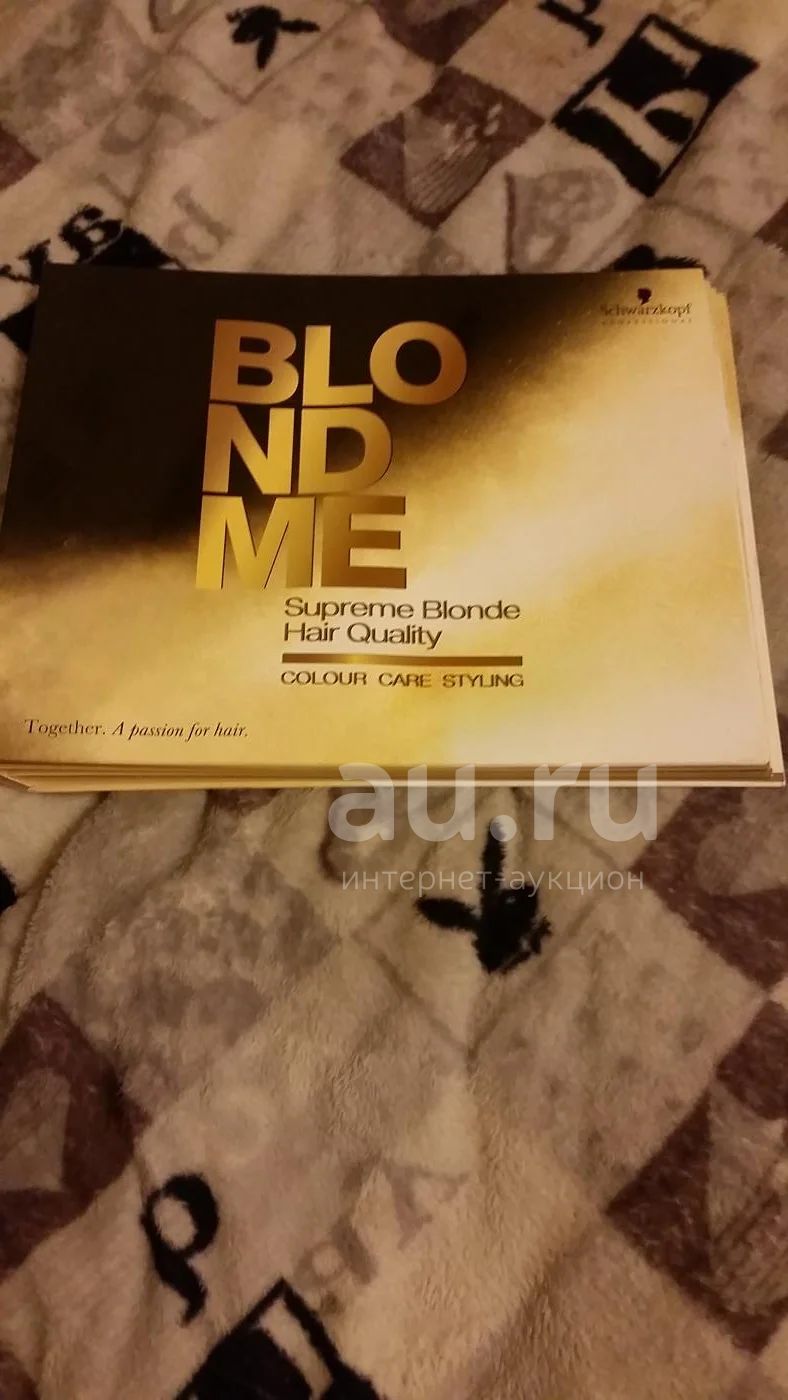 Schwarzkopf
PROFESSIONAL
BLO
ND
ME
Supreme Blonde
Hair Quality
COLOUR CARE STYLING
Together. A passion for hair.
au.ru
интернет-аукцион